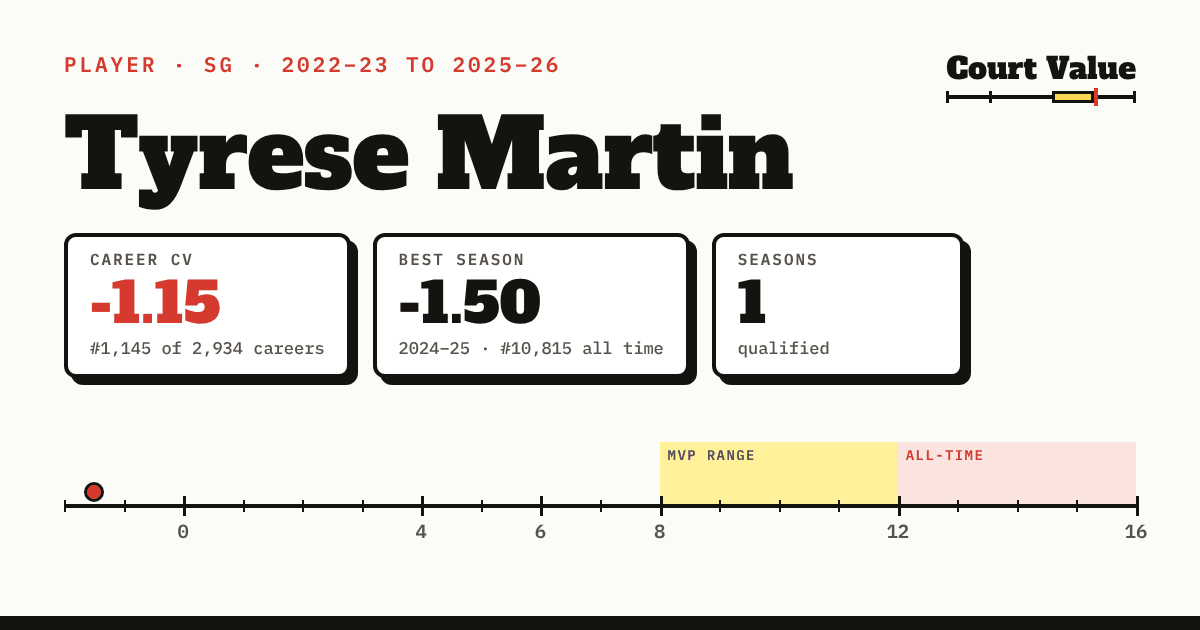 PLAYER · SG · 2022–23 TO 2025–26
Court Value
Tyrese Martin
CAREER CV
-1.15
#1,145 of 2,934 careers
BEST SEASON
-1.50
2024–25 · #10,815 all time
SEASONS
1
qualified
MVP RANGE
ALL-TIME
0 4 6 8 12 16